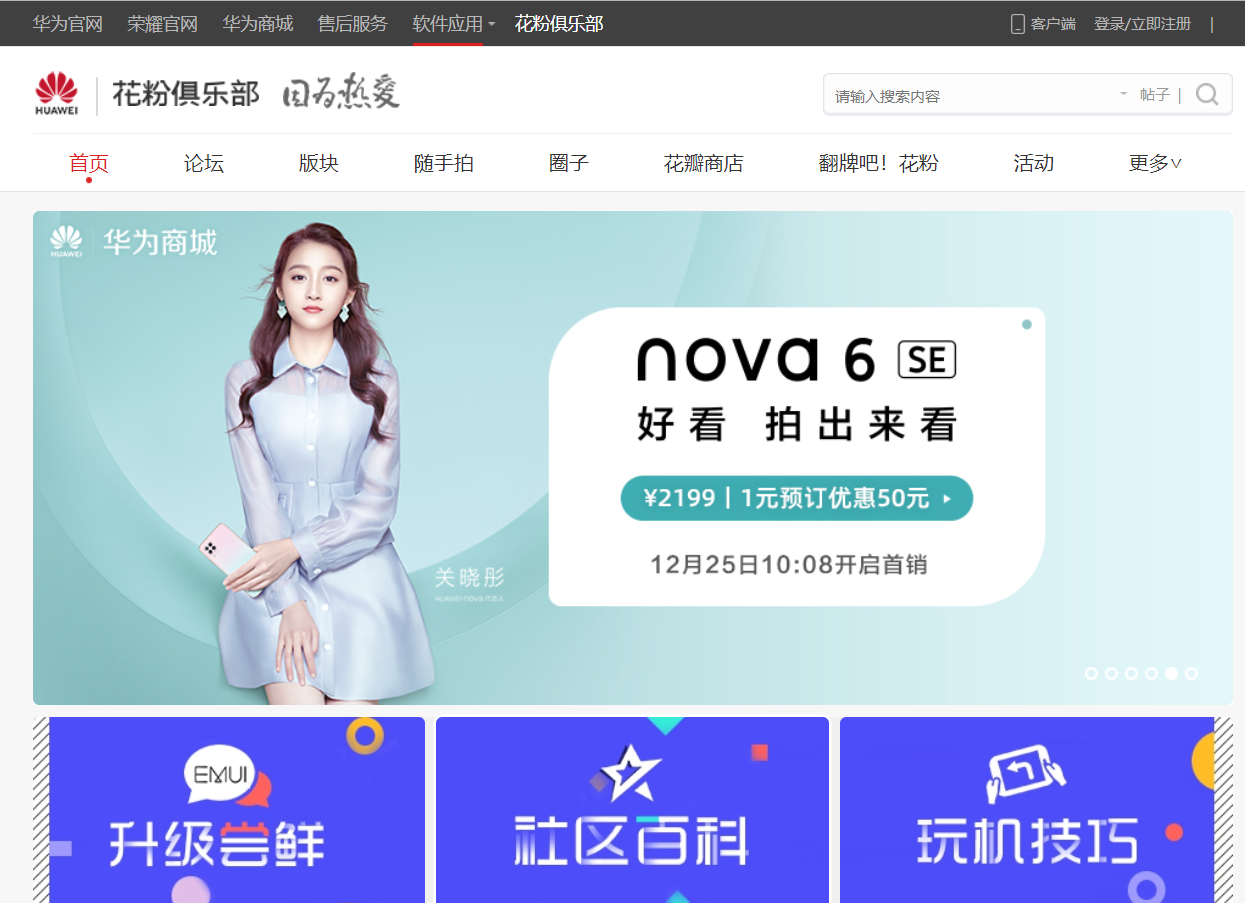 华为官网 荣耀官网 华为商城 售后服务 软件应用 花粉俱乐部 客户端 登录/立即注册 |
HUAWEI 花粉俱乐部 因为热爱
请输入搜索内容 帖子 |
首页 论坛 版块 随手拍 圈子 花瓣商店 翻牌吧！花粉 活动 更多
HUAWEI 华为商城
nova 6 SE
好看 拍出来看
¥2199 | 1元预订优惠50元
12月25日10:08开启首销
关晓彤
HUAWEI nova 代言人
EMUI
升级尝鲜
社区百科
玩机技巧